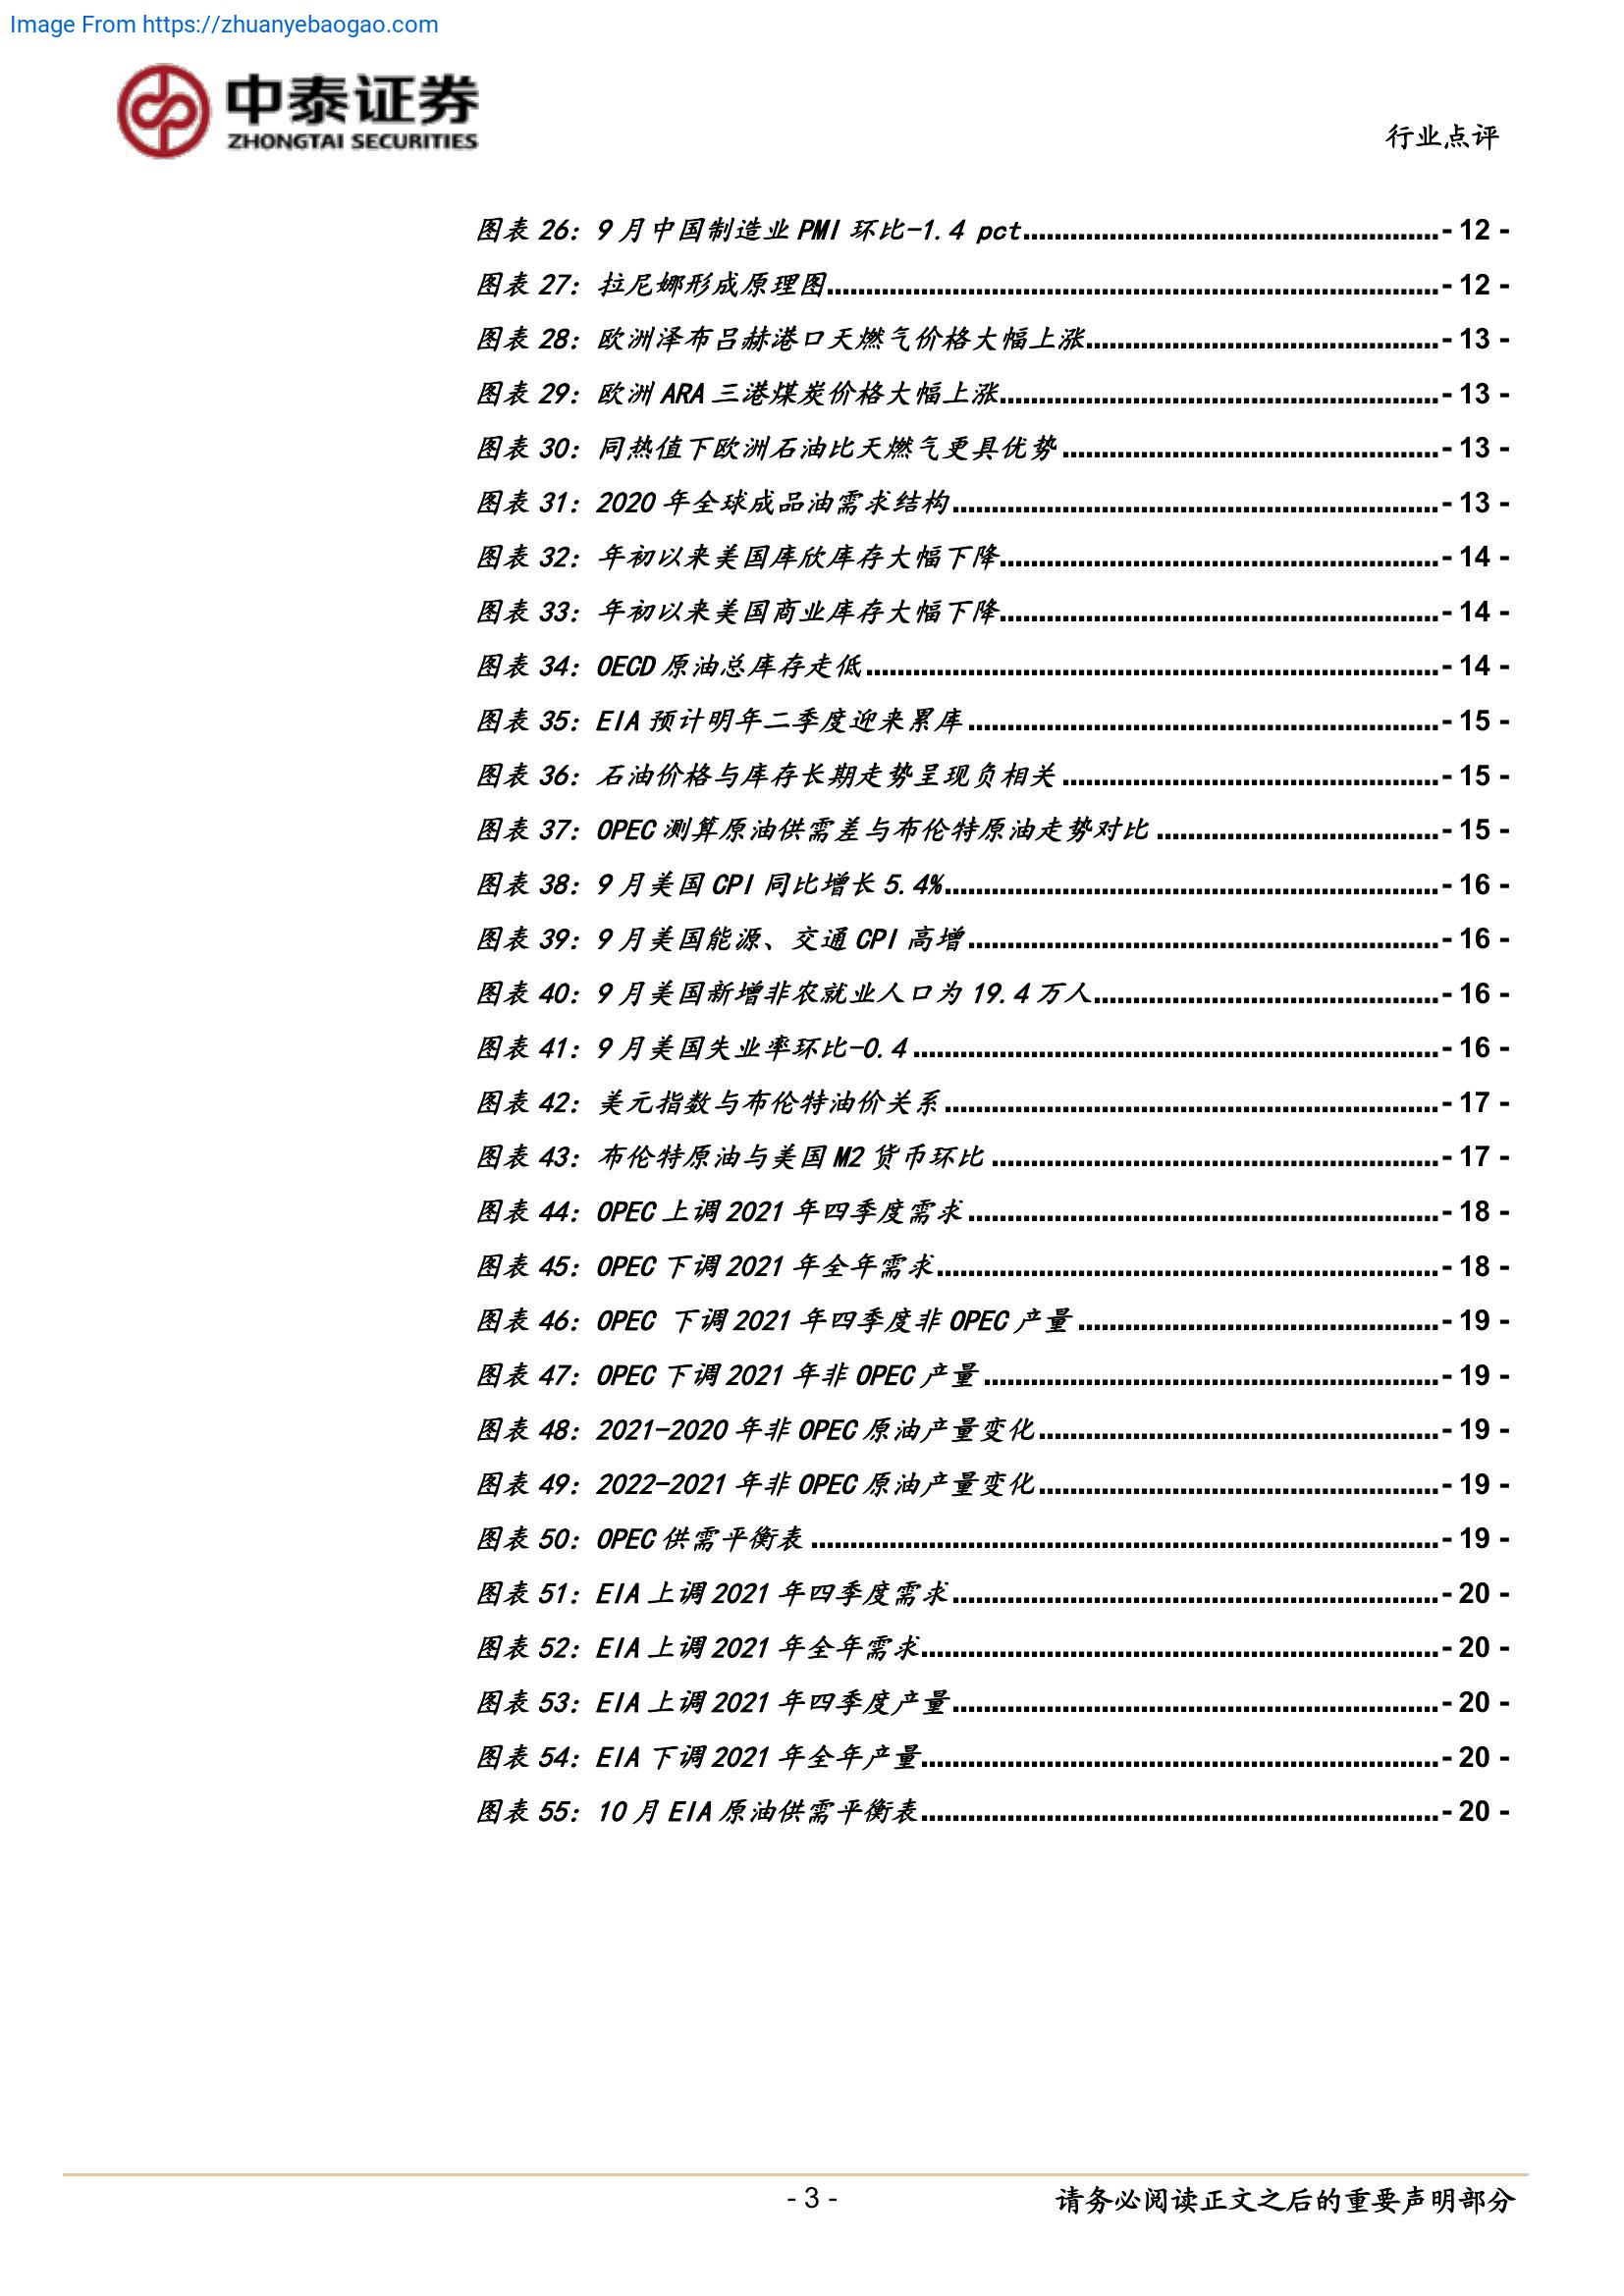 Image From https://zhuanyebaogao.com
中泰证券
ZHONGTAI SECURITIES
行业点评
图表 26：9 月中国制造业 PMI 环比-1.4 pct - 12 -
图表 27：拉尼娜形成原理图 - 12 -
图表 28：欧洲泽布吕赫港口天燃气价格大幅上涨 - 13 -
图表 29：欧洲 ARA 三港煤炭价格大幅上涨 - 13 -
图表 30：同热值下欧洲石油比天燃气更具优势 - 13 -
图表 31：2020 年全球成品油需求结构 - 13 -
图表 32：年初以来美国库欣库存大幅下降 - 14 -
图表 33：年初以来美国商业库存大幅下降 - 14 -
图表 34：OECD 原油总库存走低 - 14 -
图表 35：EIA 预计明年二季度迎来累库 - 15 -
图表 36：石油价格与库存长期走势呈现负相关 - 15 -
图表 37：OPEC 测算原油供需差与布伦特原油走势对比 - 15 -
图表 38：9 月美国 CPI 同比增长 5.4% - 16 -
图表 39：9 月美国能源、交通 CPI 高增 - 16 -
图表 40：9 月美国新增非农就业人口为 19.4 万人 - 16 -
图表 41：9 月美国失业率环比-0.4 - 16 -
图表 42：美元指数与布伦特油价关系 - 17 -
图表 43：布伦特原油与美国 M2 货币环比 - 17 -
图表 44：OPEC 上调 2021 年四季度需求 - 18 -
图表 45：OPEC 下调 2021 年全年需求 - 18 -
图表 46：OPEC 下调 2021 年四季度非 OPEC 产量 - 19 -
图表 47：OPEC 下调 2021 年非 OPEC 产量 - 19 -
图表 48：2021-2020 年非 OPEC 原油产量变化 - 19 -
图表 49：2022-2021 年非 OPEC 原油产量变化 - 19 -
图表 50：OPEC 供需平衡表 - 19 -
图表 51：EIA 上调 2021 年四季度需求 - 20 -
图表 52：EIA 上调 2021 年全年需求 - 20 -
图表 53：EIA 上调 2021 年四季度产量 - 20 -
图表 54：EIA 下调 2021 年全年产量 - 20 -
图表 55：10 月 EIA 原油供需平衡表 - 20 -
- 3 -
请务必阅读正文之后的重要声明部分